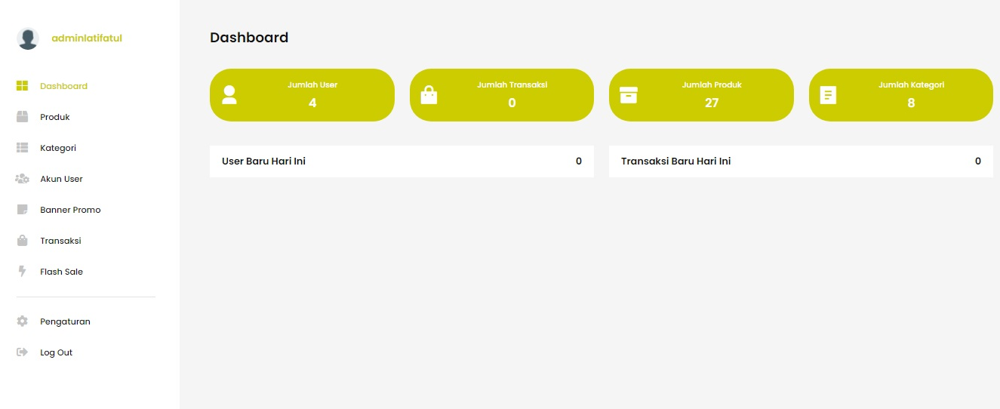 adminlatifatul
Dashboard
Produk
Kategori
Akun User
Banner Promo
Transaksi
Flash Sale
Pengaturan
Log Out
Dashboard
Jumlah User
4
Jumlah Transaksi
0
Jumlah Produk
27
Jumlah Kategori
8
User Baru Hari Ini 0
Transaksi Baru Hari Ini 0